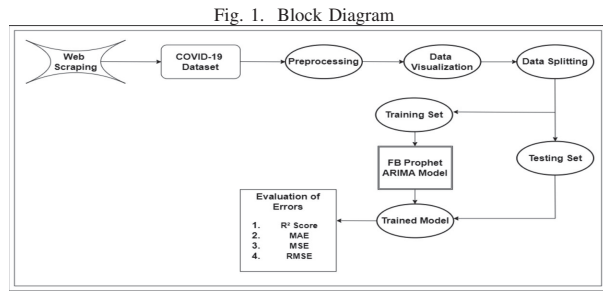 Fig. 1. Block Diagram
Web
Scraping
COVID-19
Dataset
Preprocessing
Data
Visualization
Data Splitting
Training Set
Testing Set
FB Prophet
ARIMA Model
Trained Model
Evaluation of
Errors
1. R² Score
2. MAE
3. MSE
4. RMSE